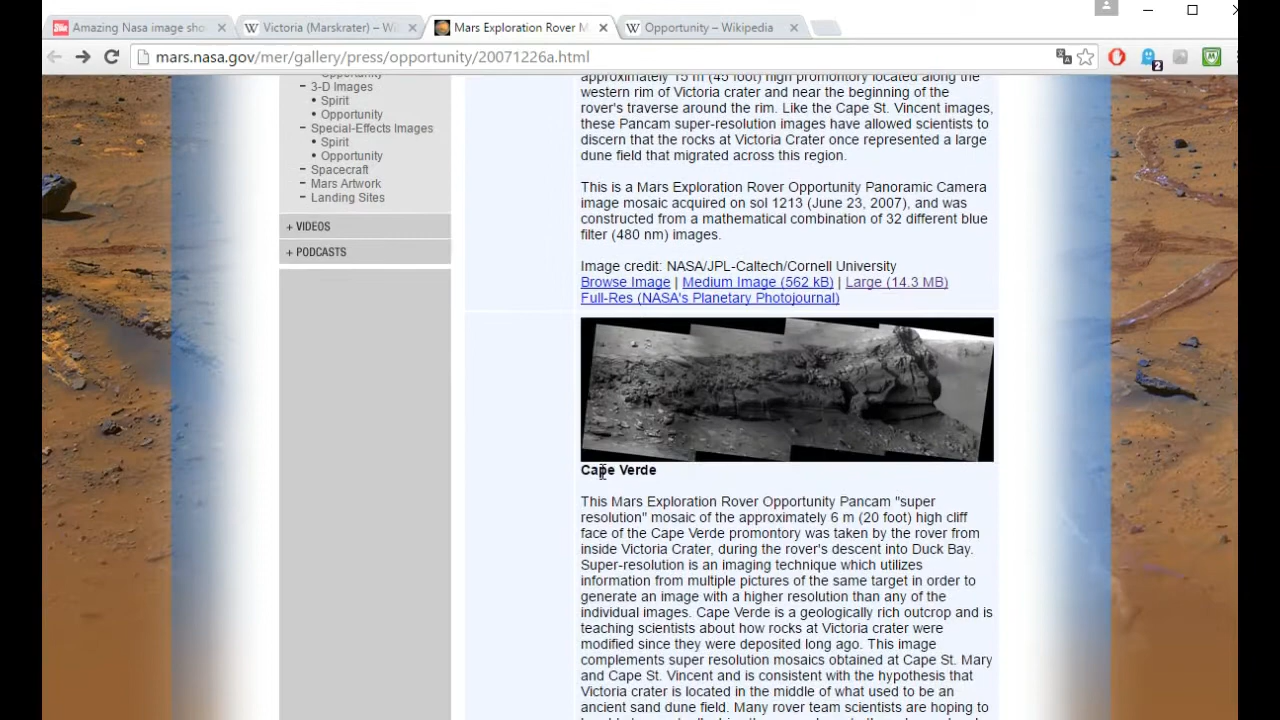 Amazing Nasa image sho
Victoria (Marskrater) – Wi
Mars Exploration Rover M
Opportunity – Wikipedia
mars.nasa.gov/mer/gallery/press/opportunity/20071226a.html
2
Opportunity
3-D Images
Spirit
Opportunity
Special-Effects Images
Spirit
Opportunity
Spacecraft
Mars Artwork
Landing Sites
+ VIDEOS
+ PODCASTS
approximately 15 m (45 foot) high promontory located along the
western rim of Victoria crater and near the beginning of the
rover's traverse around the rim. Like the Cape St. Vincent images,
these Pancam super-resolution images have allowed scientists to
discern that the rocks at Victoria Crater once represented a large
dune field that migrated across this region.
This is a Mars Exploration Rover Opportunity Panoramic Camera
image mosaic acquired on sol 1213 (June 23, 2007), and was
constructed from a mathematical combination of 32 different blue
filter (480 nm) images.
Image credit: NASA/JPL-Caltech/Cornell University
Browse Image | Medium Image (562 kB) | Large (14.3 MB)
Full-Res (NASA's Planetary Photojournal)
Cape Verde
This Mars Exploration Rover Opportunity Pancam "super
resolution" mosaic of the approximately 6 m (20 foot) high cliff
face of the Cape Verde promontory was taken by the rover from
inside Victoria Crater, during the rover's descent into Duck Bay.
Super-resolution is an imaging technique which utilizes
information from multiple pictures of the same target in order to
generate an image with a higher resolution than any of the
individual images. Cape Verde is a geologically rich outcrop and is
teaching scientists about how rocks at Victoria crater were
modified since they were deposited long ago. This image
complements super resolution mosaics obtained at Cape St. Mary
and Cape St. Vincent and is consistent with the hypothesis that
Victoria crater is located in the middle of what used to be an
ancient sand dune field. Many rover team scientists are hoping to